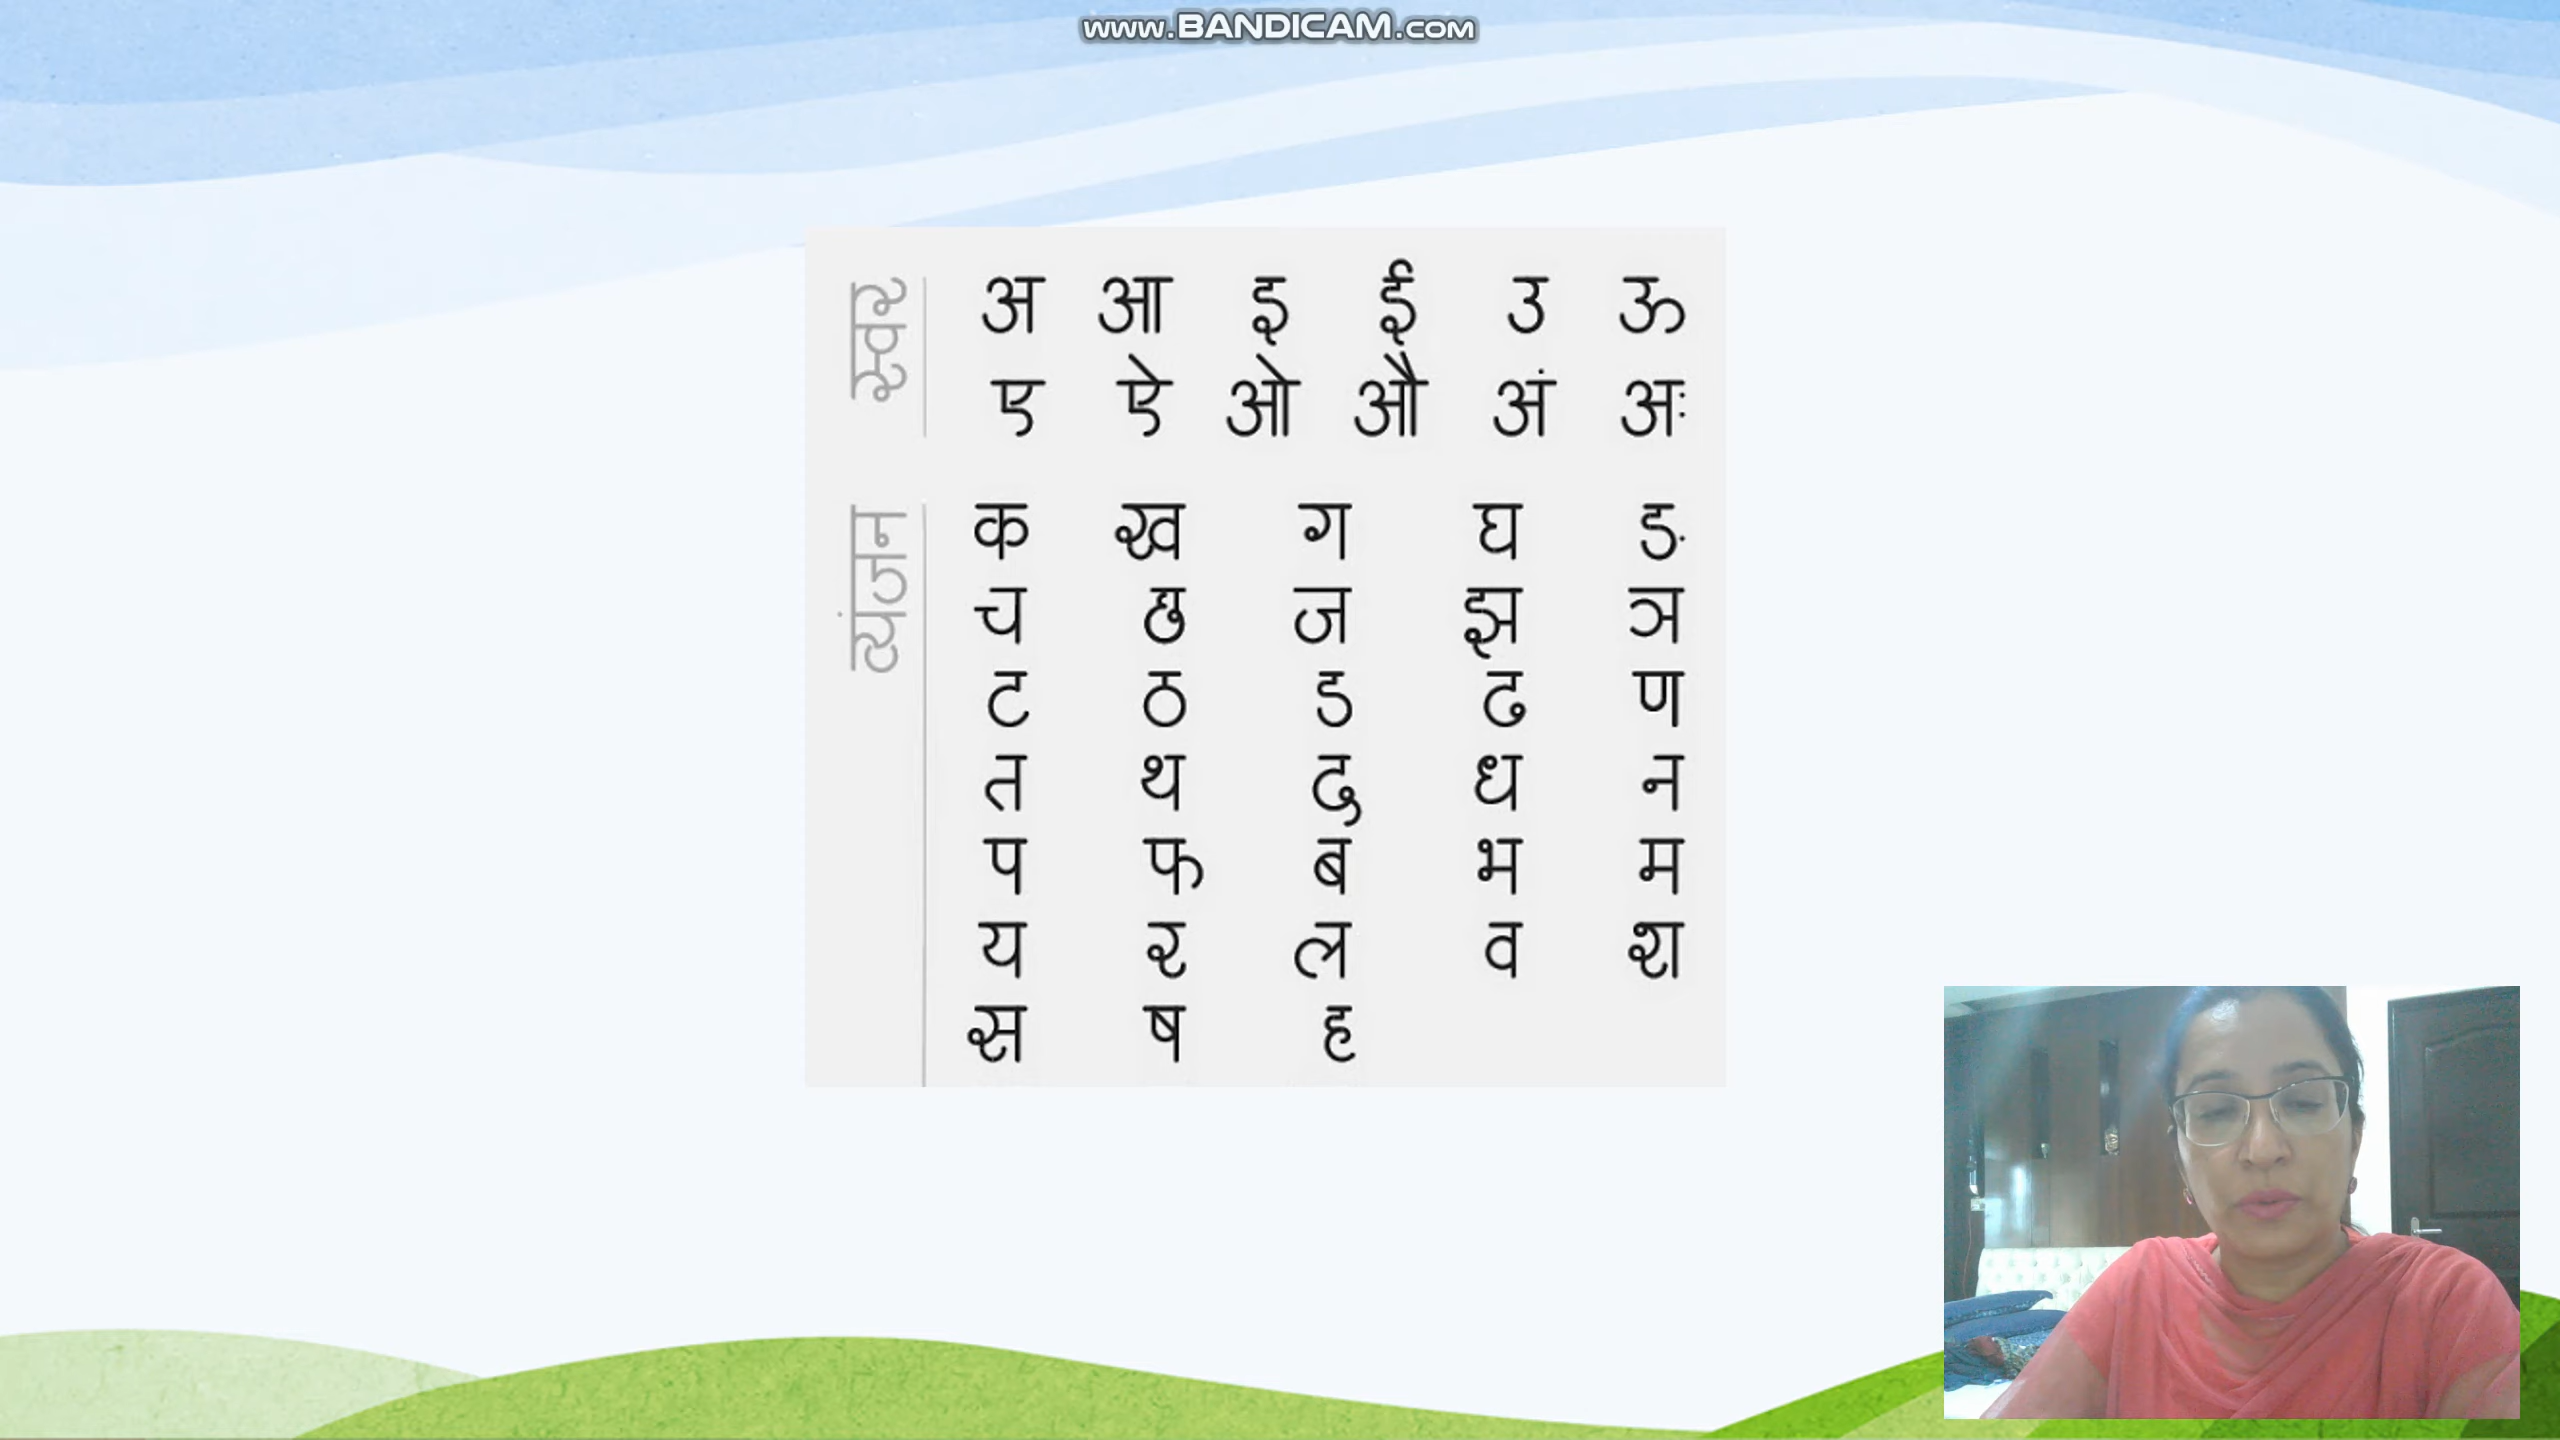 www.BANDICAM.com
स्वर
अ आ इ ई उ ऊ
ए ऐ ओ औ अं अः
व्यंजन
क ख ग घ ङ
च छ ज झ ञ
ट ठ ड ढ ण
त थ द ध न
प फ ब भ म
य र ल व श
स ष ह